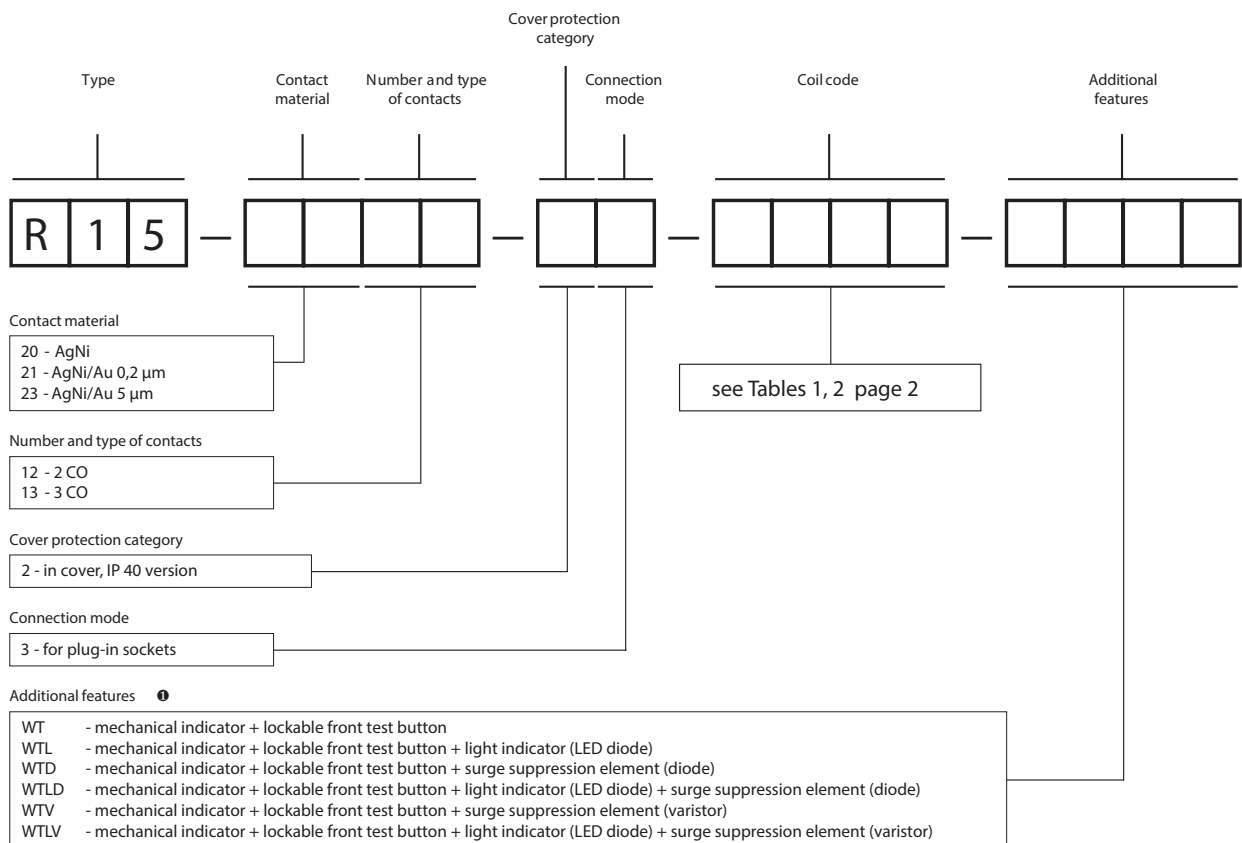 Cover protection
category
Type
Contact
material
Number and type
of contacts
Connection
mode
Coil code
Additional
features
R 1 5 — — — —
Contact material
20 - AgNi
21 - AgNi/Au 0,2 µm
23 - AgNi/Au 5 µm
see Tables 1, 2 page 2
Number and type of contacts
12 - 2 CO
13 - 3 CO
Cover protection category
2 - in cover, IP 40 version
Connection mode
3 - for plug-in sockets
Additional features ❶
WT - mechanical indicator + lockable front test button
WTL - mechanical indicator + lockable front test button + light indicator (LED diode)
WTD - mechanical indicator + lockable front test button + surge suppression element (diode)
WTLD - mechanical indicator + lockable front test button + light indicator (LED diode) + surge suppression element (diode)
WTV - mechanical indicator + lockable front test button + surge suppression element (varistor)
WTLV - mechanical indicator + lockable front test button + light indicator (LED diode) + surge suppression element (varistor)